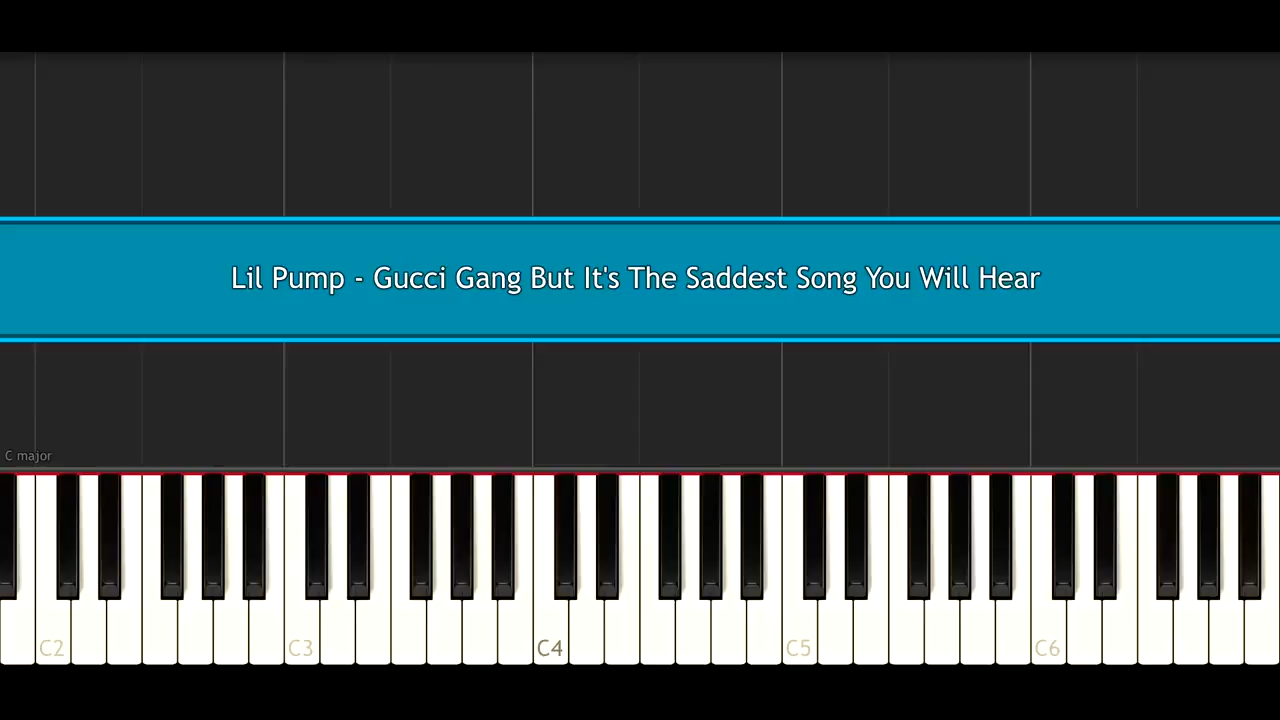 Lil Pump - Gucci Gang But It's The Saddest Song You Will Hear
C major
C2 C3 C4 C5 C6